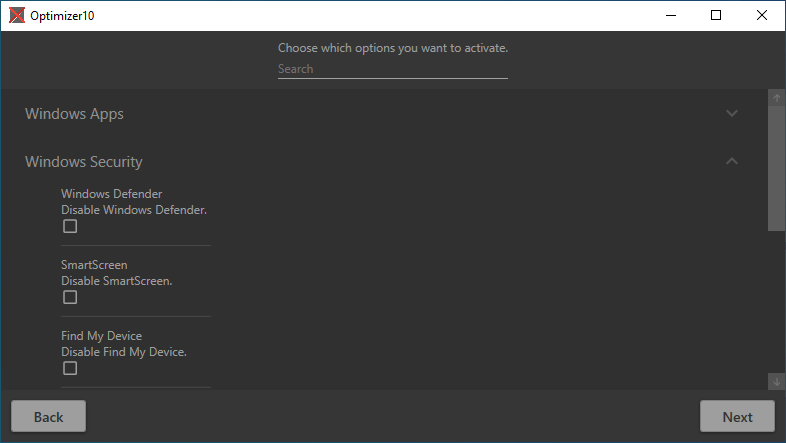 Optimizer10
Choose which options you want to activate.
Search
Windows Apps
Windows Security
Windows Defender
Disable Windows Defender.
SmartScreen
Disable SmartScreen.
Find My Device
Disable Find My Device.
Back
Next